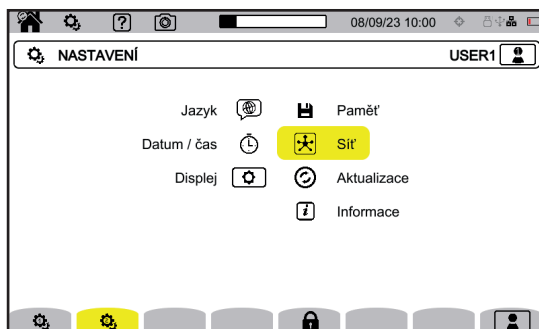 08/09/23 10:00
NASTAVENÍ USER1
Jazyk Paměť
Datum / čas Síť
Displej Aktualizace
Informace